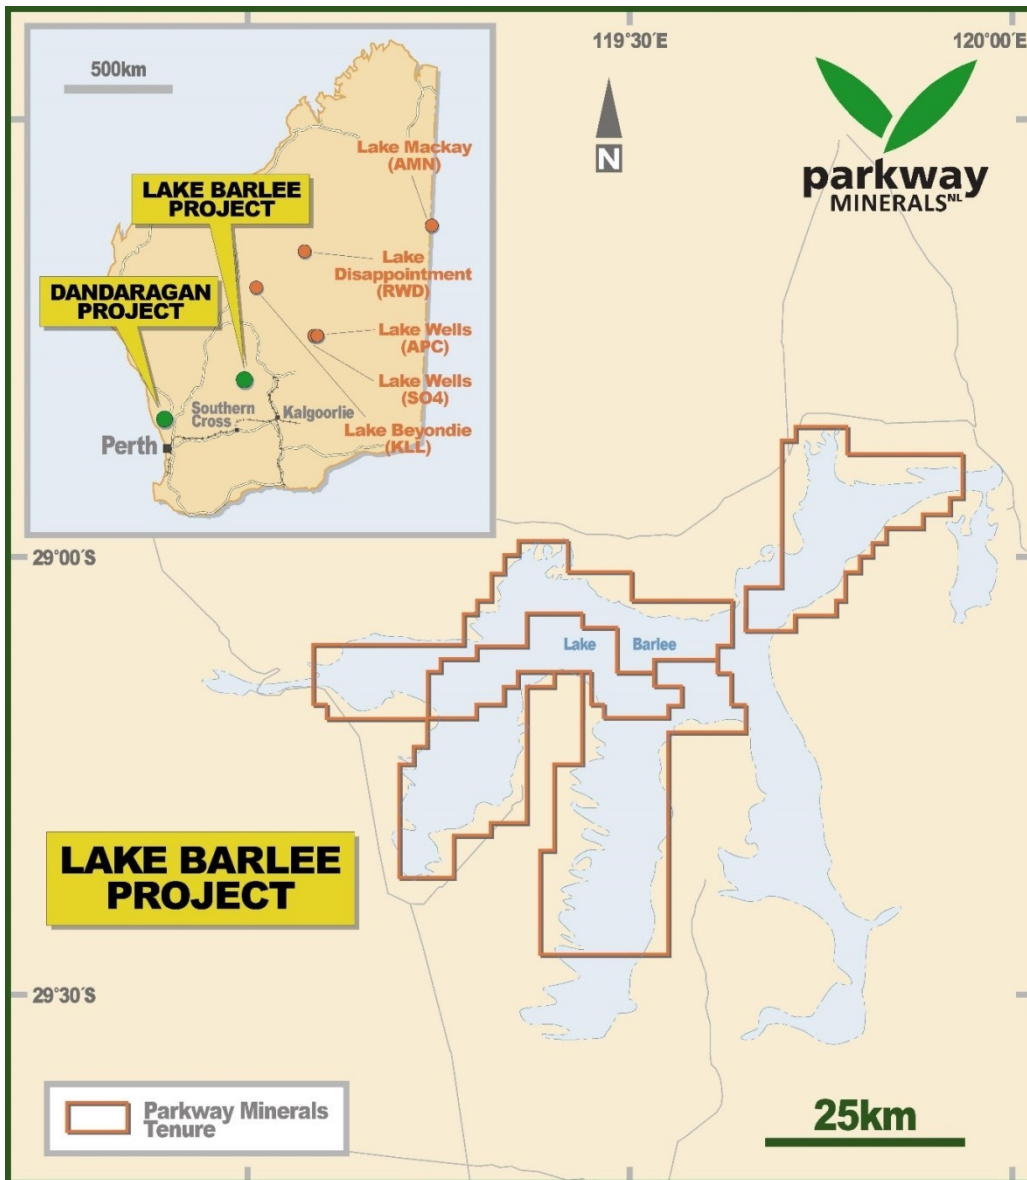 119°30´E
120°00´E
500km
Lake Mackay
(AMN)
LAKE BARLEE
PROJECT
Lake
Disappointment
(RWD)
DANDARAGAN
PROJECT
Lake Wells
(APC)
Lake Wells
(SO4)
Southern
Cross
Kalgoorlie
Lake Beyondie
(KLL)
Perth
N
parkway
MINERALS NL
29°00´S
Lake Barlee
LAKE BARLEE
PROJECT
29°30´S
Parkway Minerals
Tenure
25km